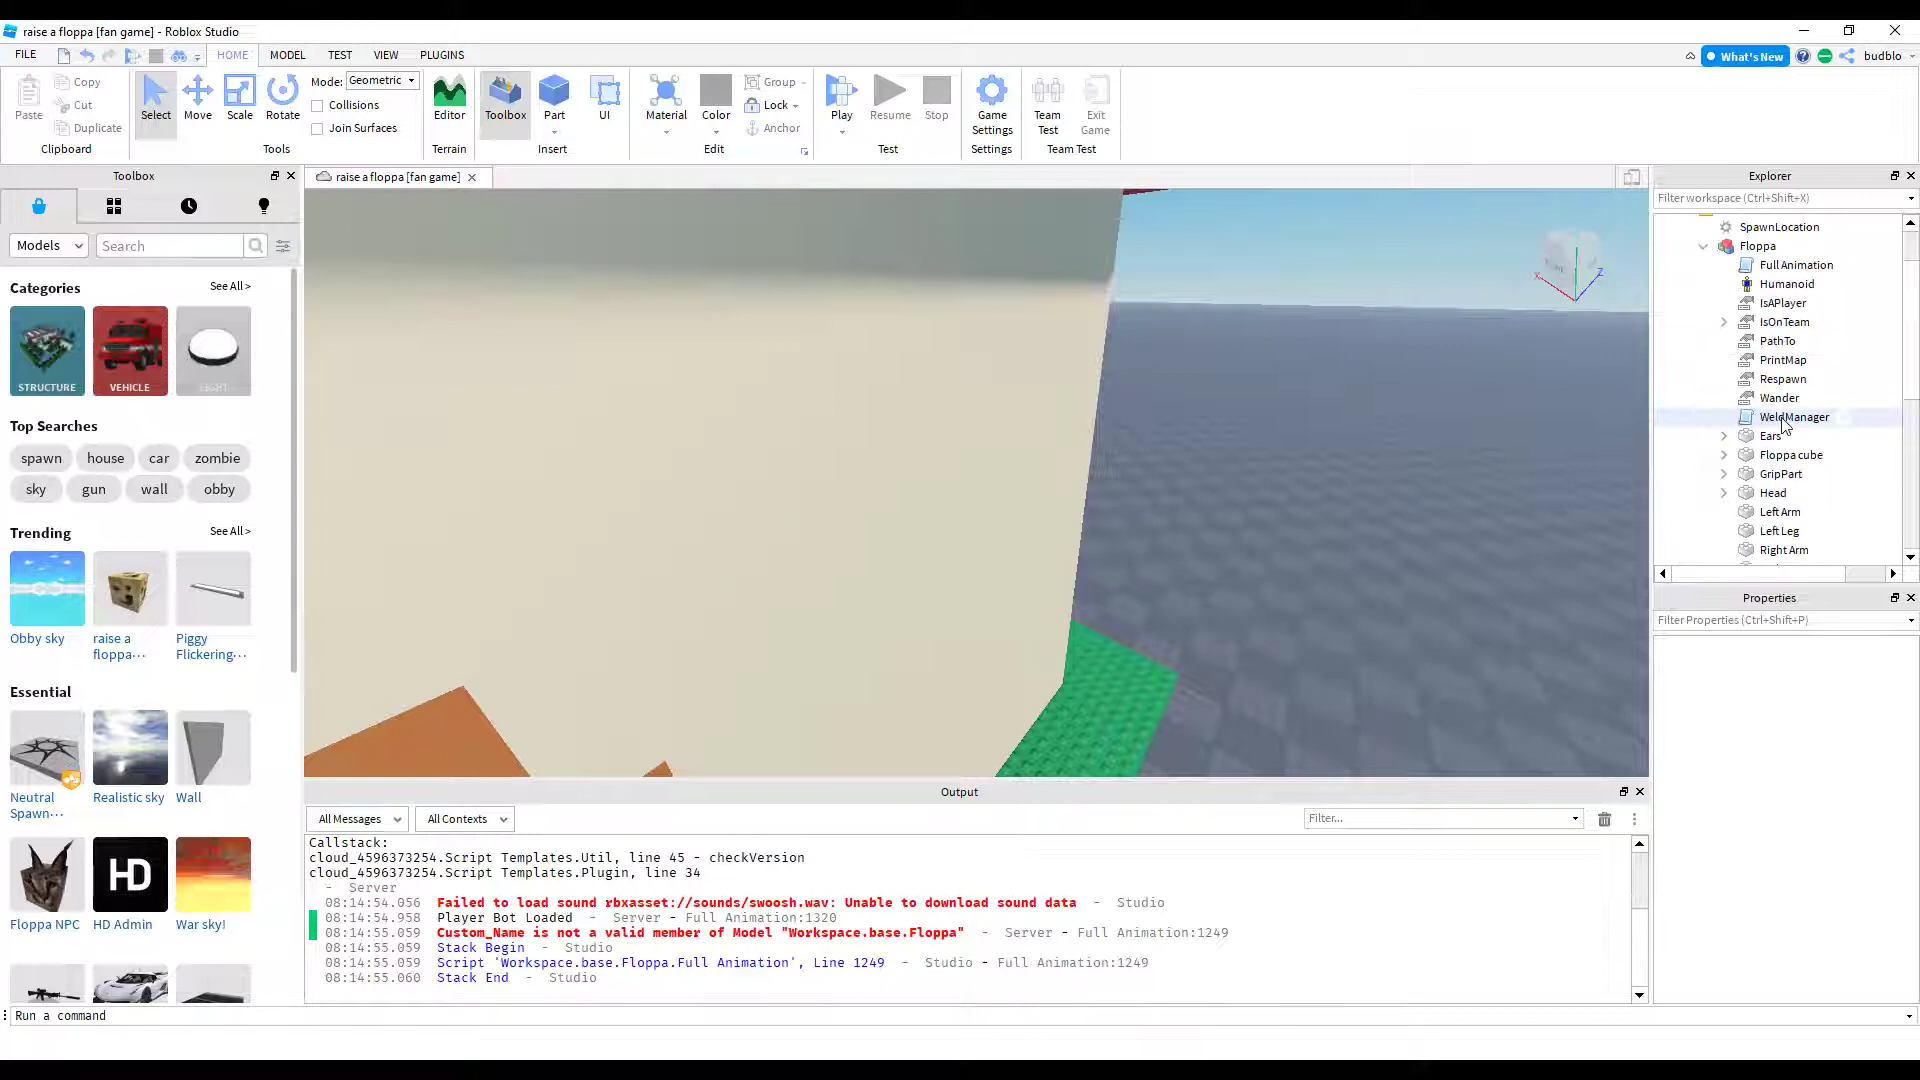 raise a floppa [fan game] - Roblox Studio
FILE HOME MODEL TEST VIEW PLUGINS What's New budblo
Paste Copy Cut Duplicate Clipboard
Select Move Scale Rotate Tools
Mode: Geometric
Collisions
Join Surfaces
Editor Terrain
Toolbox Part UI Insert
Material Color Group Lock Anchor Edit
Play Resume Stop Test
Game Settings Settings
Team Test Exit Game Team Test
Toolbox
raise a floppa [fan game]
Explorer
Filter workspace (Ctrl+Shift+X)
Models Search
Categories See All >
STRUCTURE VEHICLE LIGHT
Top Searches
spawn house car zombie
sky gun wall obby
Trending See All >
Obby sky
raise a floppa...
Piggy Flickering...
Essential
Neutral Spawn...
Realistic sky
Wall
HD
Floppa NPC
HD Admin
War sky!
SpawnLocation
Floppa
Full Animation
Humanoid
IsAPlayer
IsOnTeam
PathTo
PrintMap
Respawn
Wander
WeldManager
Ears
Floppa cube
GripPart
Head
Left Arm
Left Leg
Right Arm
X Z
Properties
Filter Properties (Ctrl+Shift+P)
Output
All Messages All Contexts Filter...
Callstack:
cloud_4596373254.Script Templates.Util, line 45 - checkVersion
cloud_4596373254.Script Templates.Plugin, line 34
- Server
08:14:54.056 Failed to load sound rbxasset://sounds/swoosh.wav: Unable to download sound data - Studio
08:14:54.958 Player Bot Loaded - Server - Full Animation:1320
08:14:55.059 Custom_Name is not a valid member of Model "Workspace.base.Floppa" - Server - Full Animation:1249
08:14:55.059 Stack Begin - Studio
08:14:55.059 Script 'Workspace.base.Floppa.Full Animation', Line 1249 - Studio - Full Animation:1249
08:14:55.060 Stack End - Studio
Run a command